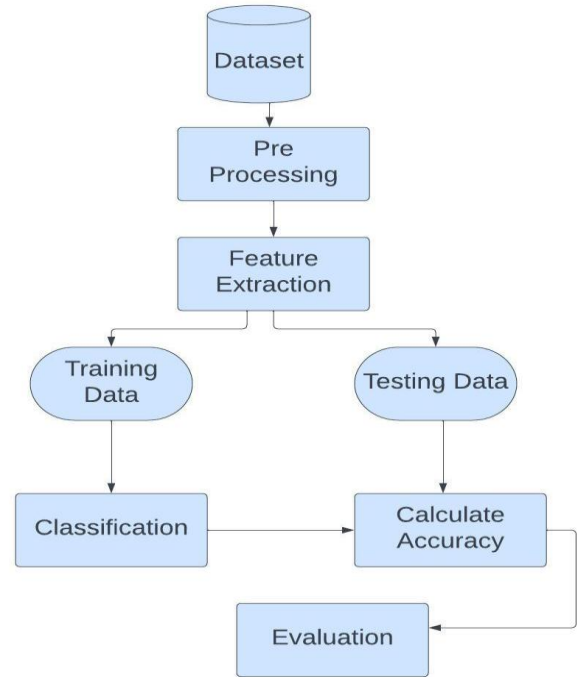 Dataset
Pre
Processing
Feature
Extraction
Training
Data
Testing Data
Classification
Calculate
Accuracy
Evaluation